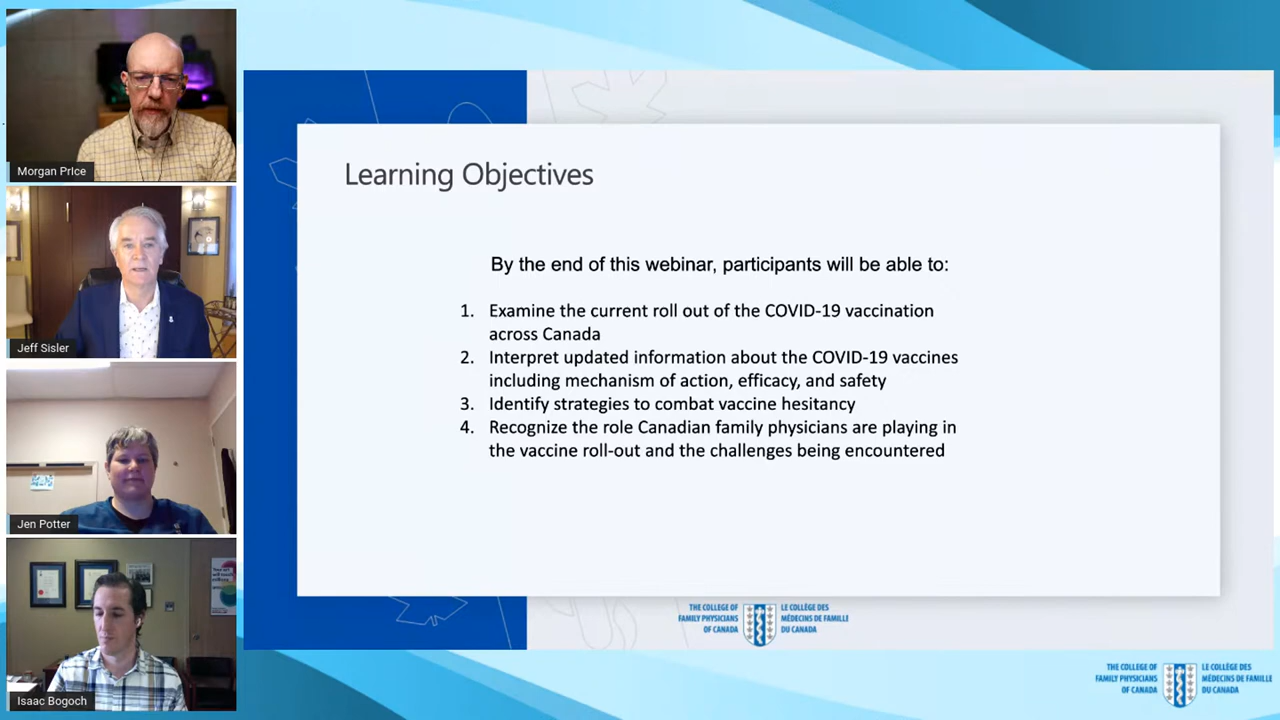 Morgan PrIce
Jeff Sisler
Jen Potter
Isaac Bogoch
Learning Objectives
By the end of this webinar, participants will be able to:
1. Examine the current roll out of the COVID-19 vaccination
across Canada
2. Interpret updated information about the COVID-19 vaccines
including mechanism of action, efficacy, and safety
3. Identify strategies to combat vaccine hesitancy
4. Recognize the role Canadian family physicians are playing in
the vaccine roll-out and the challenges being encountered
THE COLLEGE OF
FAMILY PHYSICIANS
OF CANADA
LE COLLÈGE DES
MÉDECINS DE FAMILLE
DU CANADA
THE COLLEGE OF
FAMILY PHYSICIANS
OF CANADA
LE COLLÈGE DES
MÉDECINS DE FAMILLE
DU CANADA